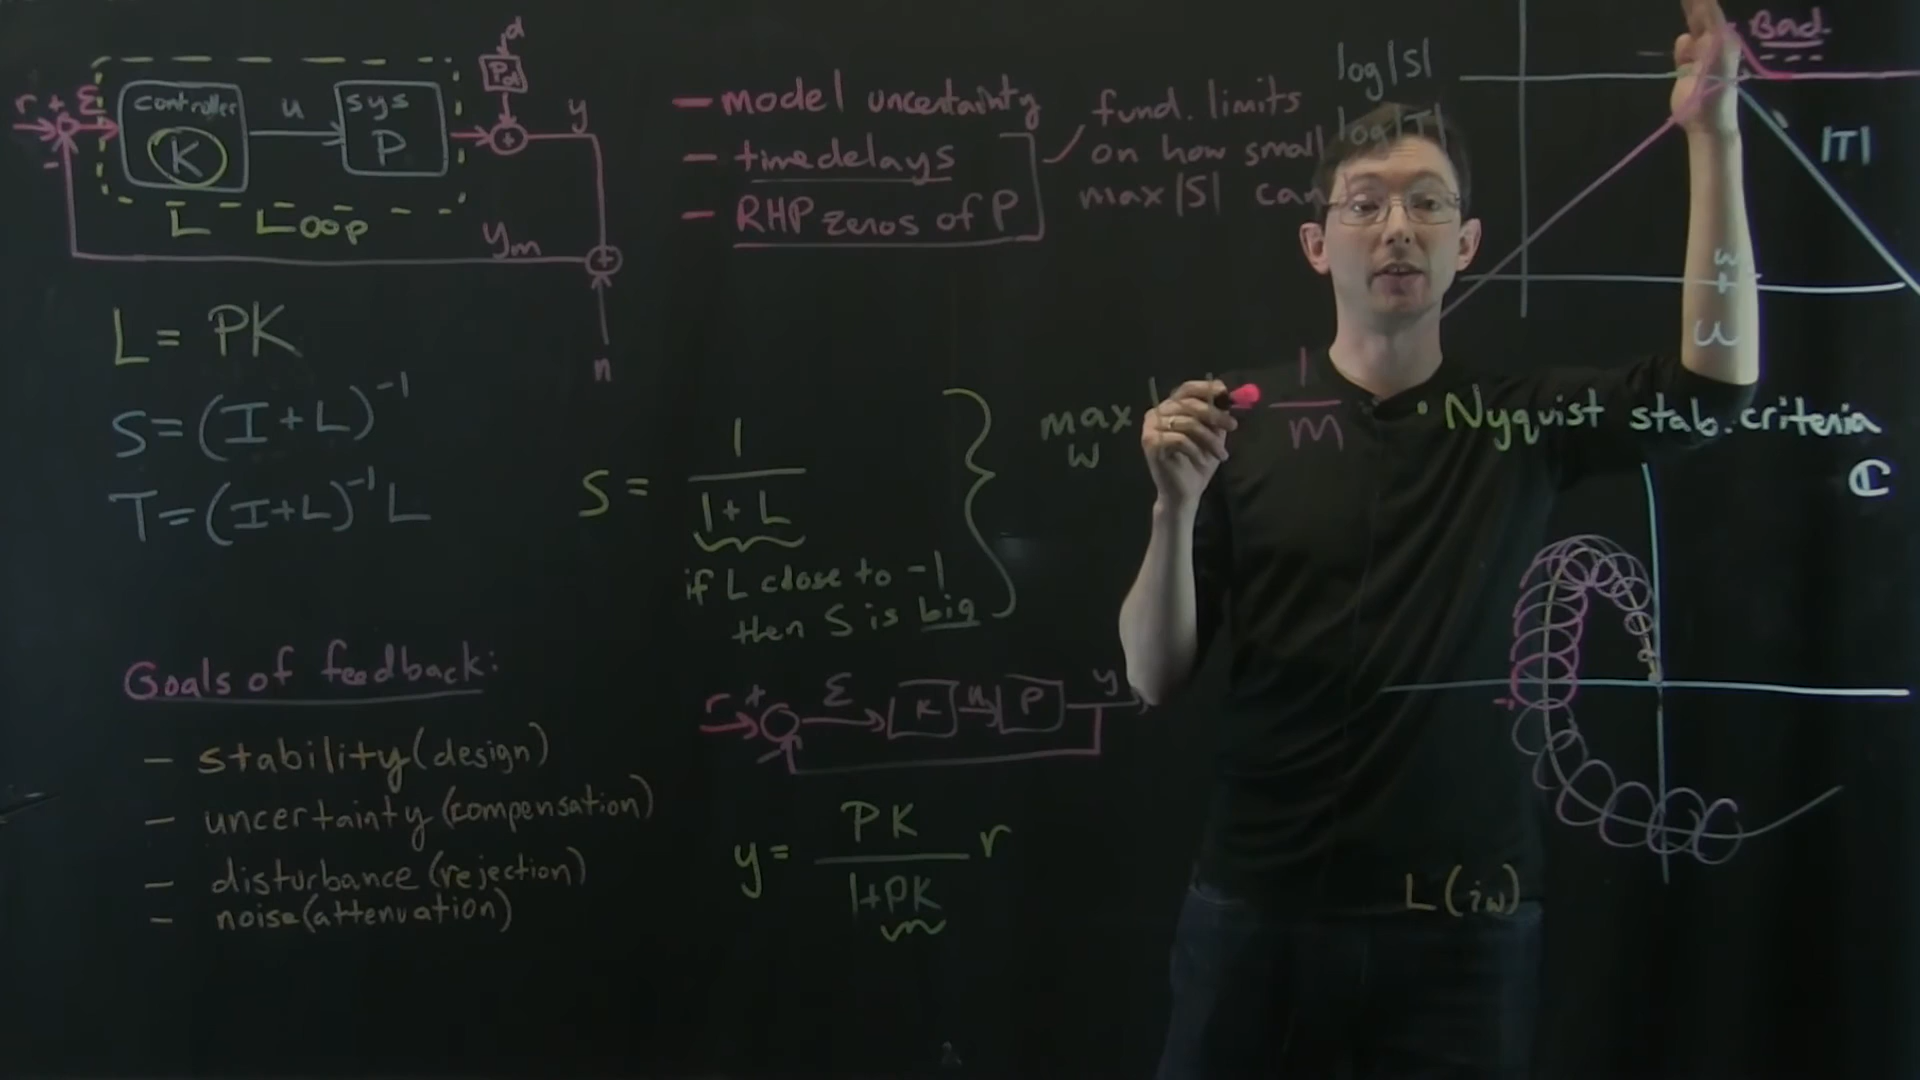 d
Pd
+
r + Ɛ
-
controller
K
u
sys
P
+
y
L Loop
ym
+
n
L = PK
S = (I + L)⁻¹
T = (I+L)⁻¹ L
Goals of feedback:
- stability (design)
- uncertainty (compensation)
- disturbance (rejection)
- noise (attenuation)
- model uncertainty
- time delays
- RHP zeros of P
fund. limits
on how small
max |S| can
S = 1
1 + L
if L close to -1
then S is big
max
w
1
m
r + Ɛ K u P y
-
y = PK r
1+PK
log|S|
log|T|
Bad
|T|
ω
• Nyquist stab. criteria
ℂ
L(iω)